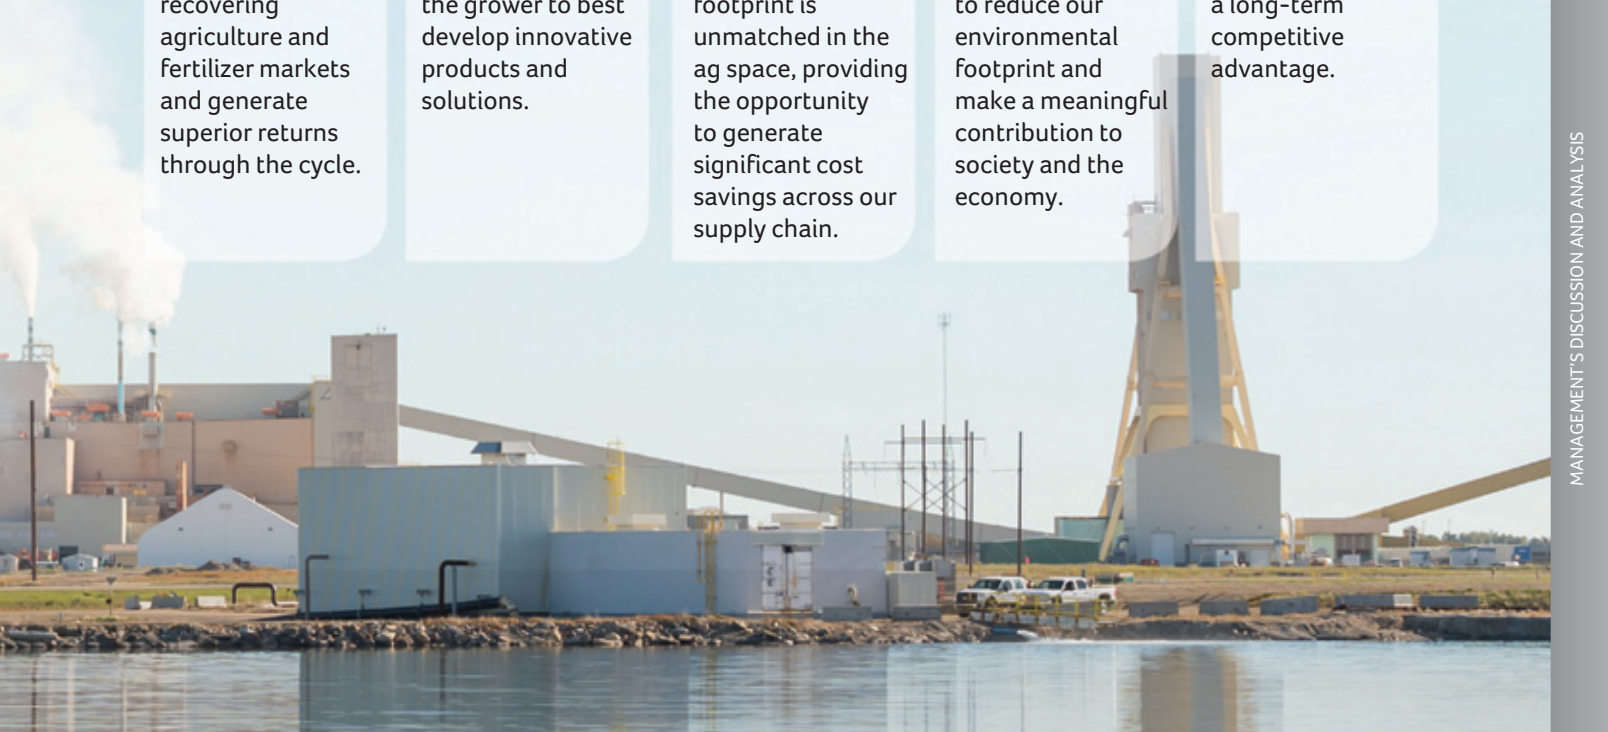 recovering
agriculture and
fertilizer markets
and generate
superior returns
through the cycle.
the grower to best
develop innovative
products and
solutions.
footprint is
unmatched in the
ag space, providing
the opportunity
to generate
significant cost
savings across our
supply chain.
to reduce our
environmental
footprint and
make a meaningful
contribution to
society and the
economy.
a long-term
competitive
advantage.
MANAGEMENT'S DISCUSSION AND ANALYSIS